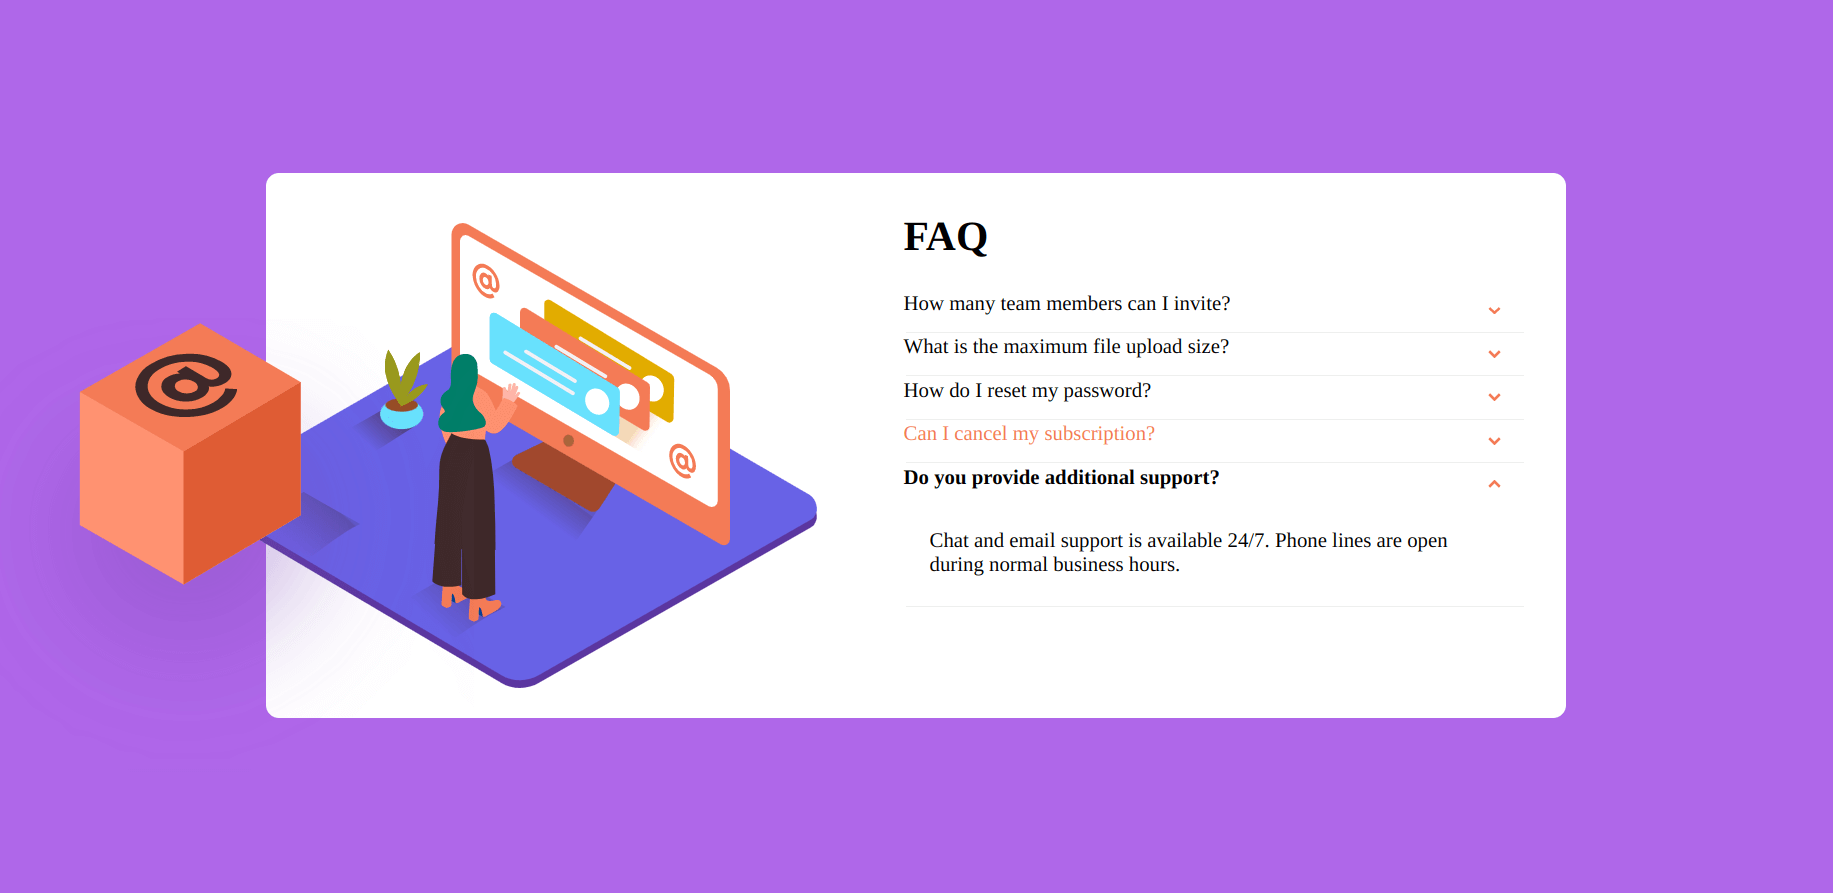 FAQ
How many team members can I invite?
What is the maximum file upload size?
How do I reset my password?
Can I cancel my subscription?
Do you provide additional support?
Chat and email support is available 24/7. Phone lines are open
during normal business hours.
@
@
@